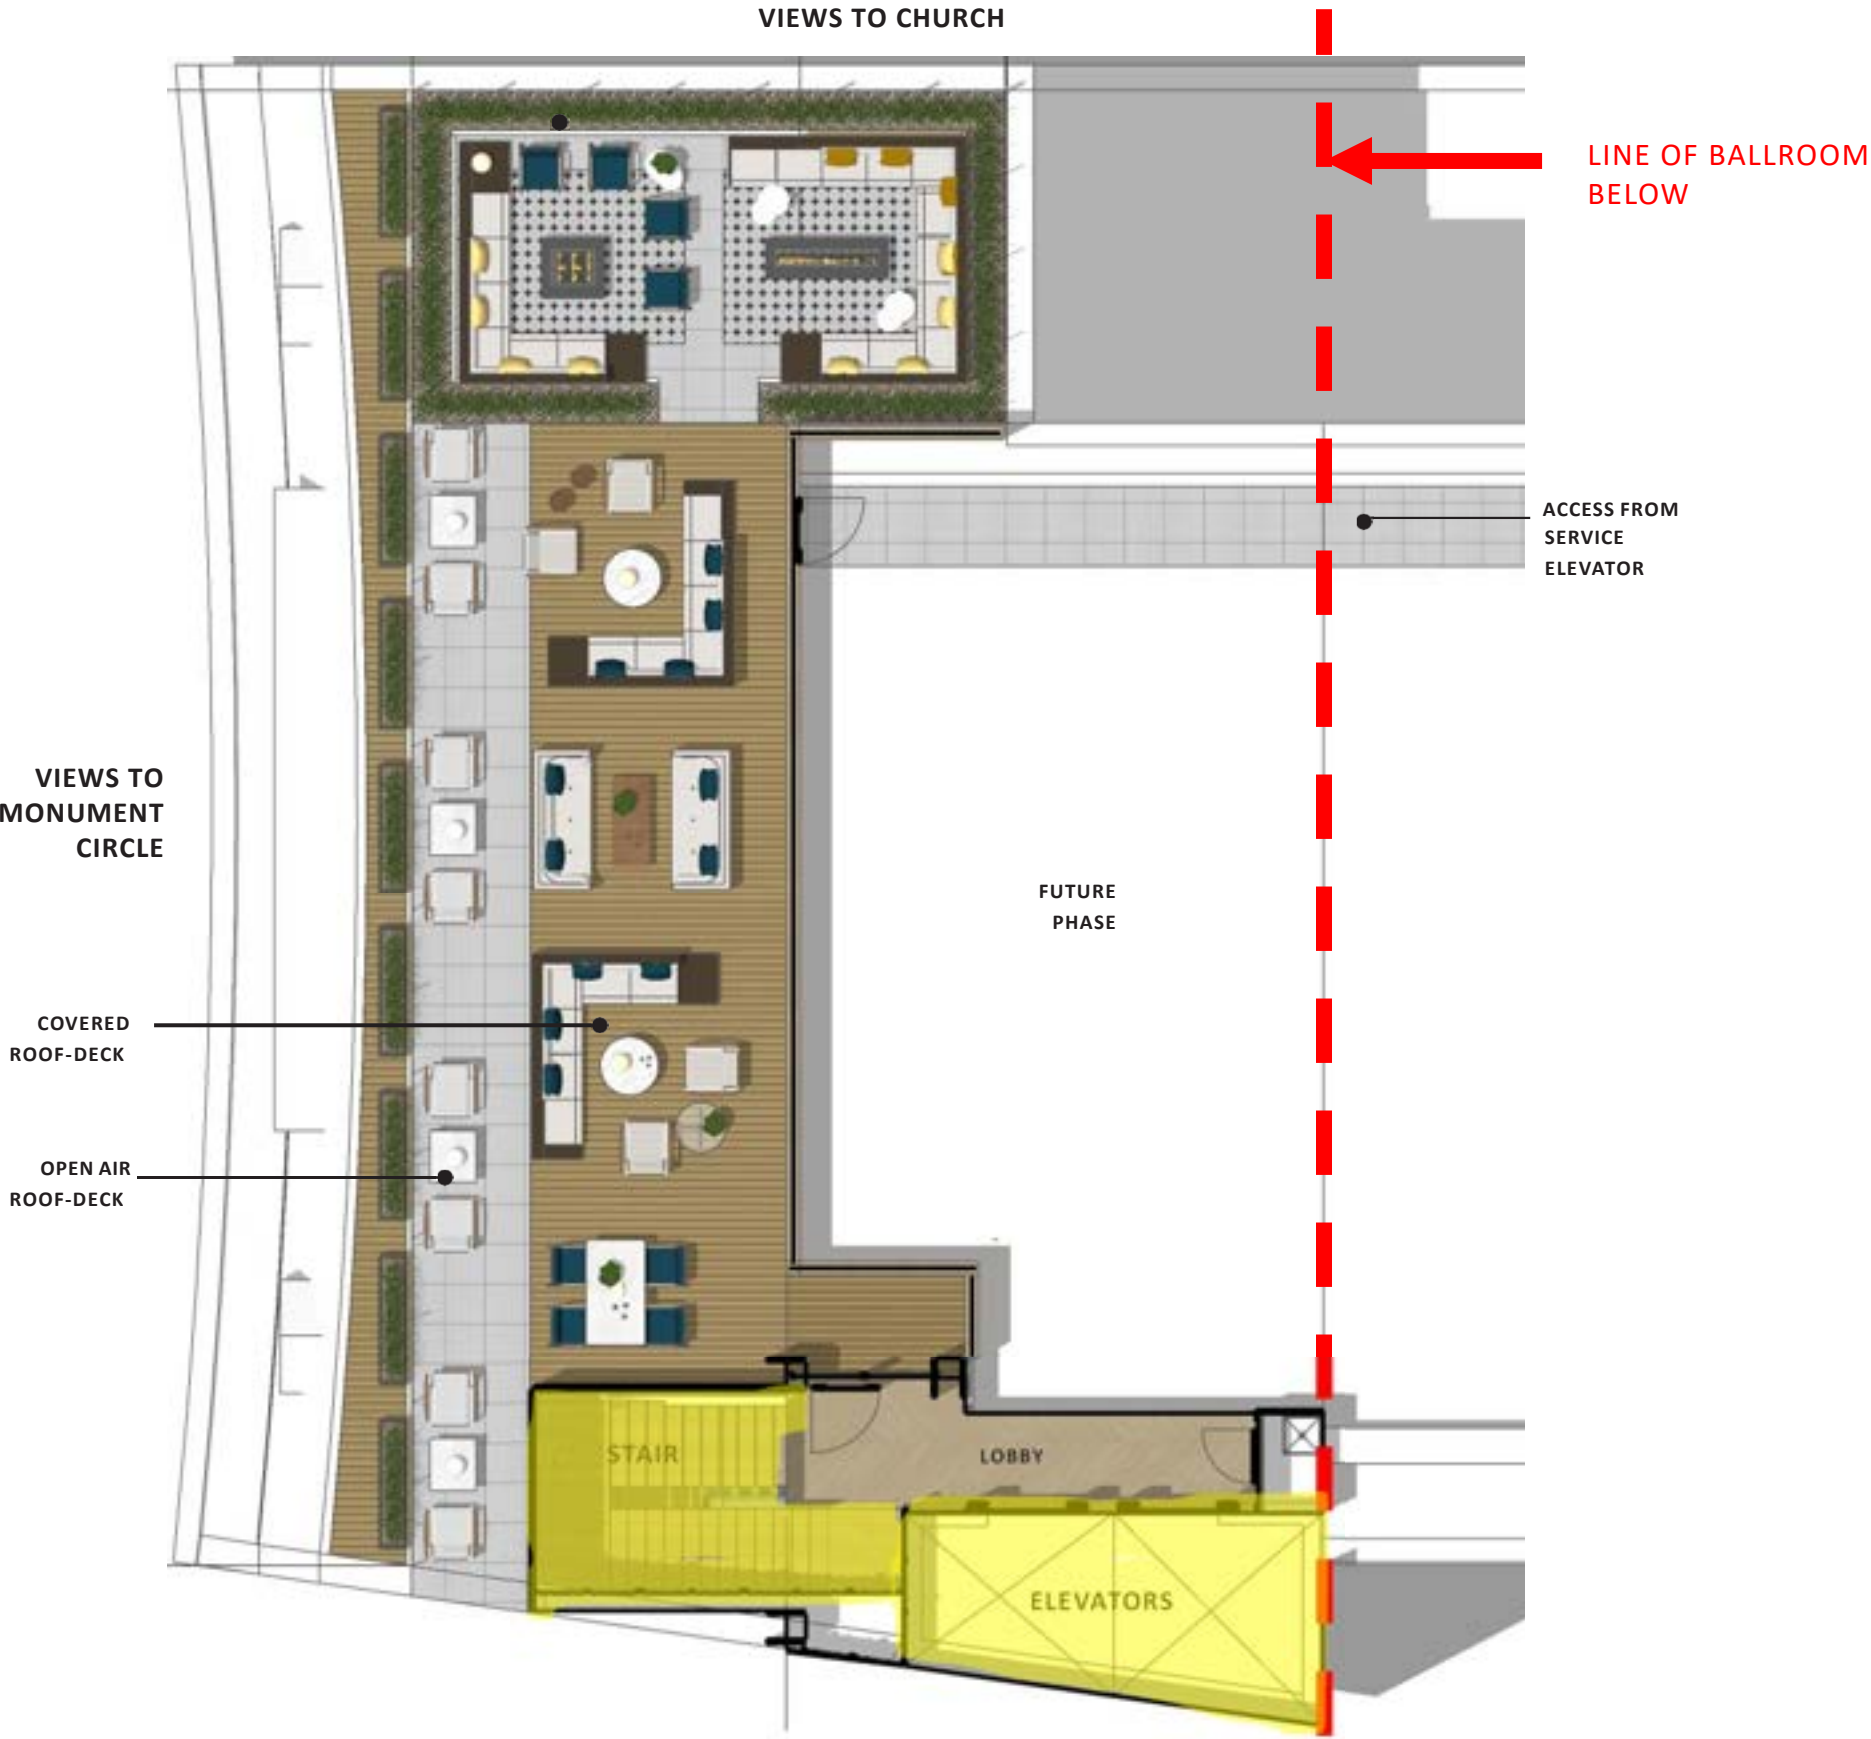 VIEWS TO CHURCH
LINE OF BALLROOM
BELOW
ACCESS FROM
SERVICE
ELEVATOR
VIEWS TO
MONUMENT
CIRCLE
FUTURE
PHASE
COVERED
ROOF-DECK
OPEN AIR
ROOF-DECK
STAIR
LOBBY
ELEVATORS